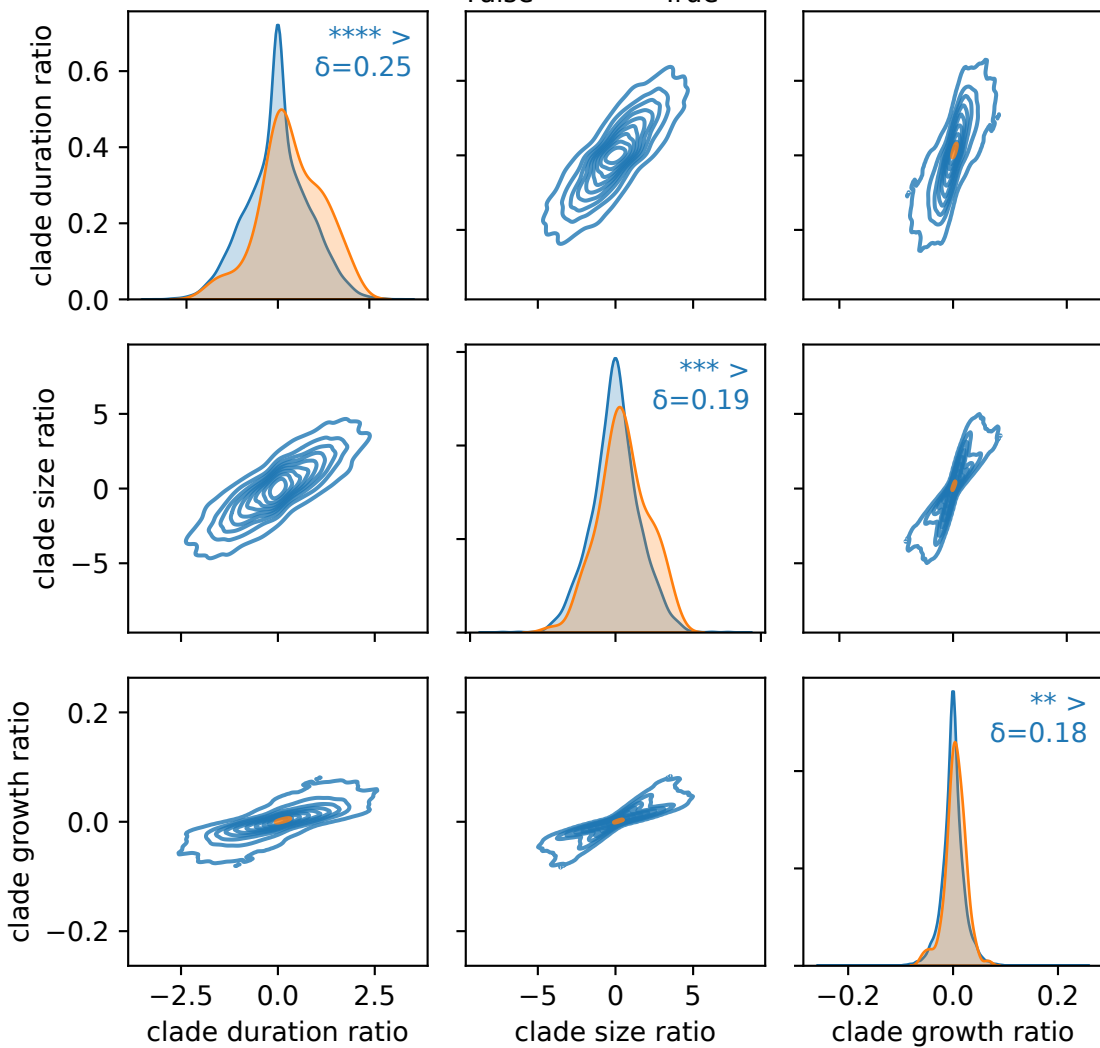 True
clade duration ratio
0.6
0.4
0.2
0.0
**** >
δ=0.25
clade size ratio
5
0
−5
*** >
δ=0.19
clade growth ratio
0.2
0.0
−0.2
** >
δ=0.18
−2.5 0.0 2.5
−5 0 5
−0.2 0.0 0.2
clade duration ratio
clade size ratio
clade growth ratio